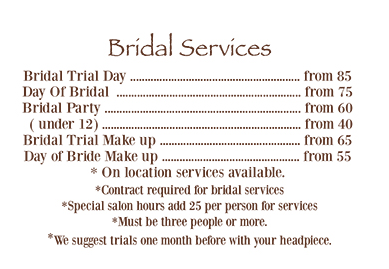 Bridal Services
Bridal Trial Day ........................................................... from 85
Day Of Bridal ................................................................ from 75
Bridal Party .................................................................... from 60
( under 12) ..................................................................... from 40
Bridal Trial Make up ................................................ from 65
Day of Bride Make up ................................................ from 55
* On location services available.
*Contract required for bridal services
*Special salon hours add 25 per person for services
*Must be three people or more.
*We suggest trials one month before with your headpiece.